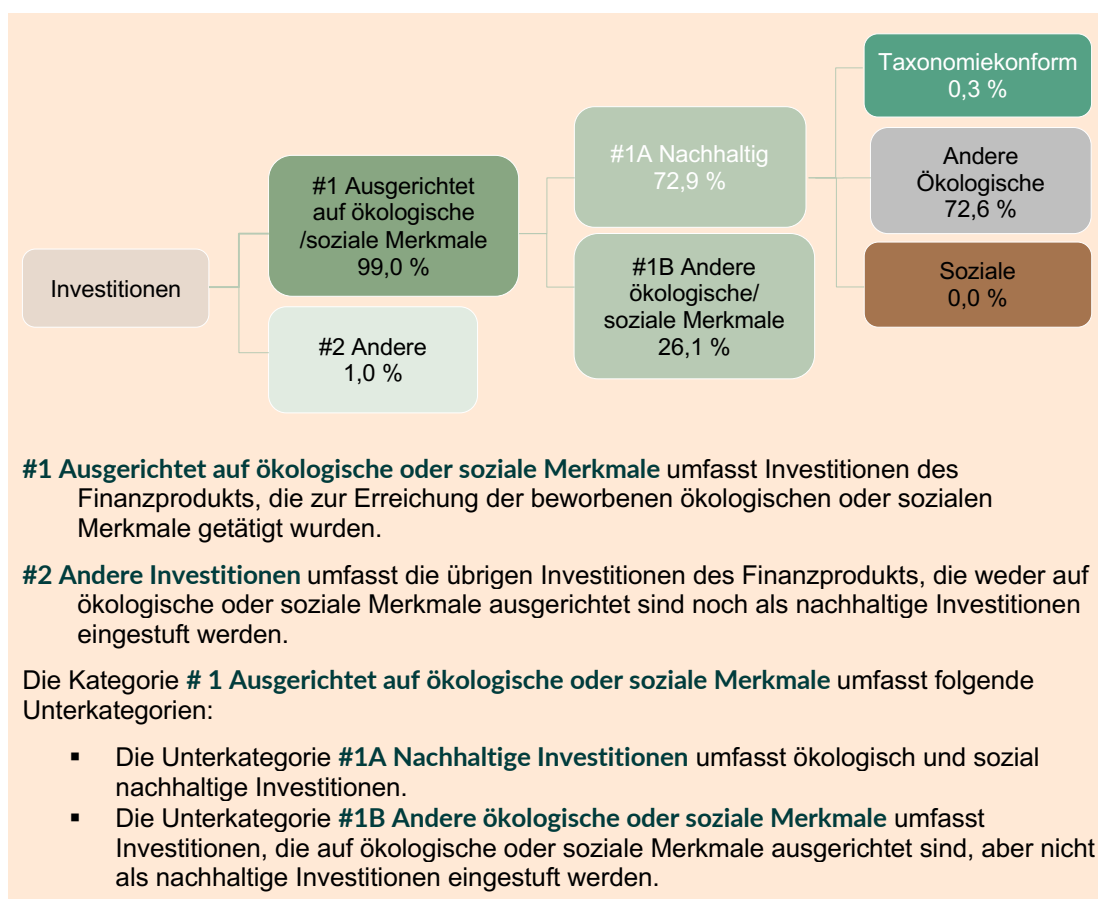 Investitionen
#1 Ausgerichtet
auf ökologische
/soziale Merkmale
99,0 %
#2 Andere
1,0 %
#1A Nachhaltig
72,9 %
#1B Andere
ökologische/
soziale Merkmale
26,1 %
Taxonomiekonform
0,3 %
Andere
Ökologische
72,6 %
Soziale
0,0 %
#1 Ausgerichtet auf ökologische oder soziale Merkmale umfasst Investitionen des
Finanzprodukts, die zur Erreichung der beworbenen ökologischen oder sozialen
Merkmale getätigt wurden.
#2 Andere Investitionen umfasst die übrigen Investitionen des Finanzprodukts, die weder auf
ökologische oder soziale Merkmale ausgerichtet sind noch als nachhaltige Investitionen
eingestuft werden.
Die Kategorie # 1 Ausgerichtet auf ökologische oder soziale Merkmale umfasst folgende
Unterkategorien:
▪ Die Unterkategorie #1A Nachhaltige Investitionen umfasst ökologisch und sozial
nachhaltige Investitionen.
▪ Die Unterkategorie #1B Andere ökologische oder soziale Merkmale umfasst
Investitionen, die auf ökologische oder soziale Merkmale ausgerichtet sind, aber nicht
als nachhaltige Investitionen eingestuft werden.